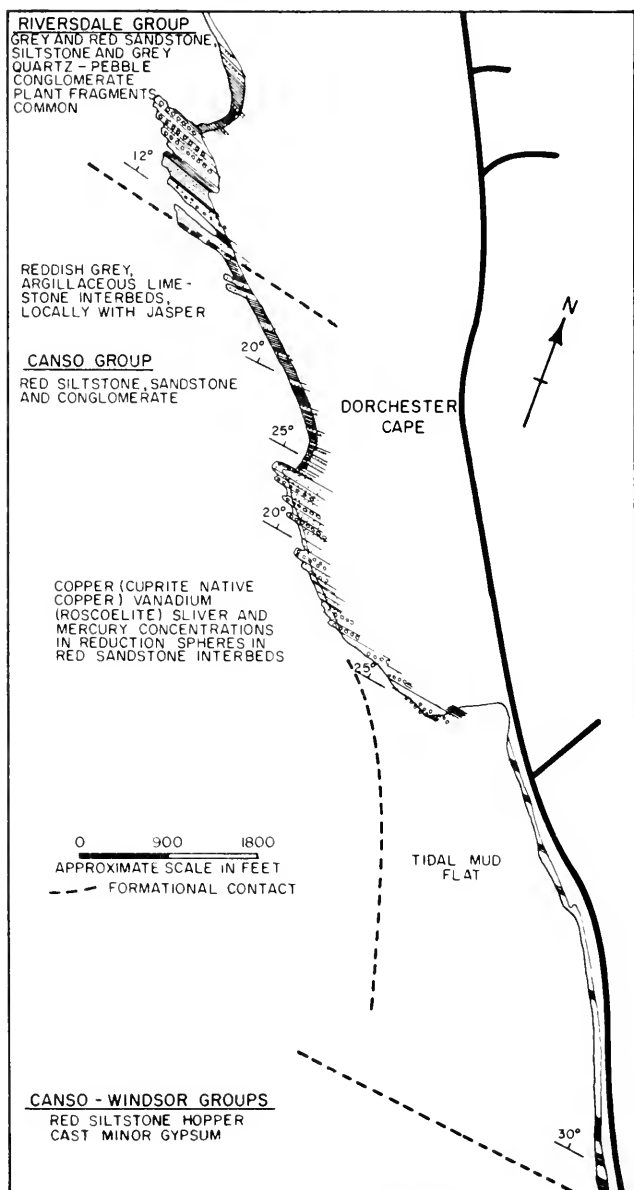 RIVERSDALE GROUP
GREY AND RED SANDSTONE,
SILTSTONE AND GREY
QUARTZ - PEBBLE
CONGLOMERATE
PLANT FRAGMENTS
COMMON
12°
N
REDDISH GREY,
ARGILLACEOUS LIME-
STONE INTERBEDS,
LOCALLY WITH JASPER
20°
CANSO GROUP
RED SILTSTONE, SANDSTONE
AND CONGLOMERATE
DORCHESTER
CAPE
25°
20°
COPPER (CUPRITE NATIVE
COPPER) VANADIUM
(ROSCOELITE) SLIVER AND
MERCURY CONCENTRATIONS
IN REDUCTION SPHERES IN
RED SANDSTONE INTERBEDS
25°
0 900 1800
APPROXIMATE SCALE IN FEET
FORMATIONAL CONTACT
TIDAL MUD
FLAT
CANSO - WINDSOR GROUPS
RED SILTSTONE HOPPER
CAST MINOR GYPSUM
30°